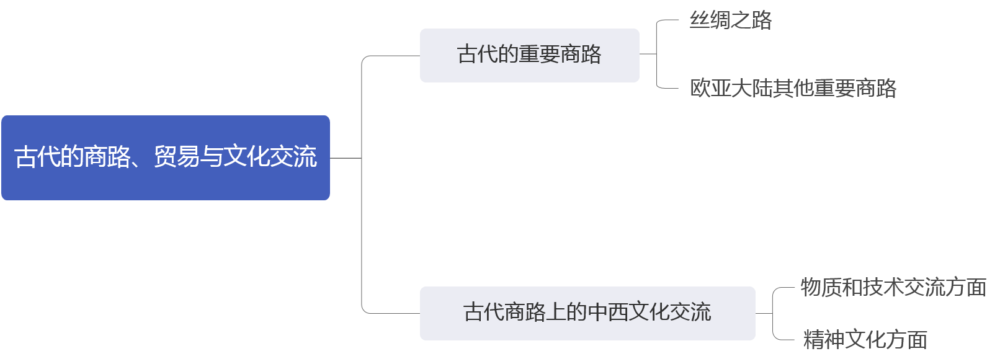 古代的商路、贸易与文化交流
古代的重要商路
丝绸之路
欧亚大陆其他重要商路
古代商路上的中西文化交流
物质和技术交流方面
精神文化方面